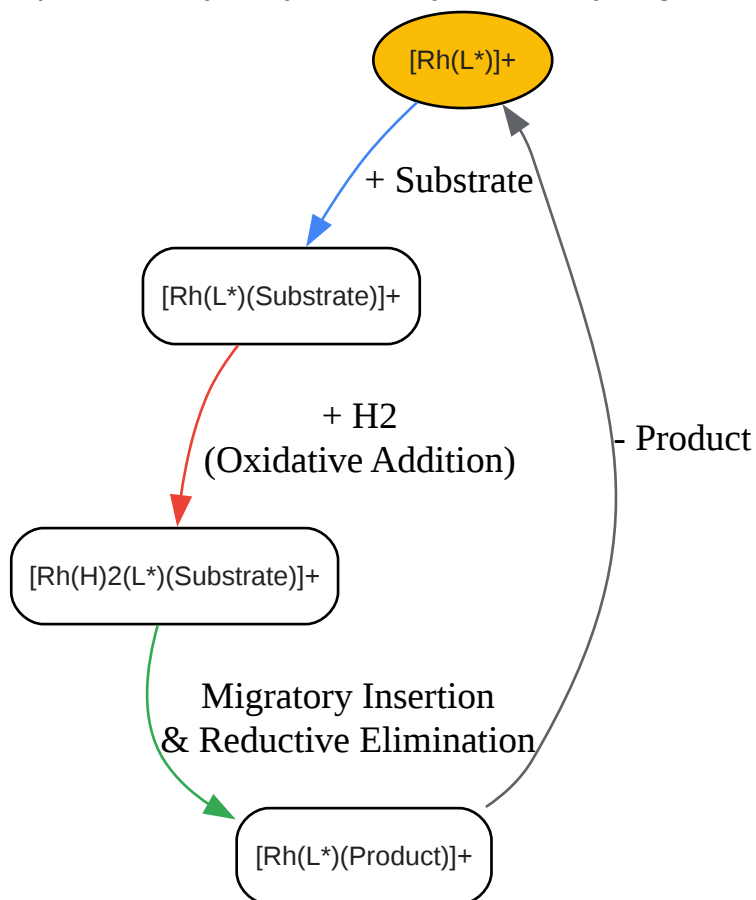 [Rh(L*)]+
+ Substrate
[Rh(L*)(Substrate)]+
+ H2
(Oxidative Addition)
- Product
[Rh(H)2(L*)(Substrate)]+
Migratory Insertion
& Reductive Elimination
[Rh(L*)(Product)]+